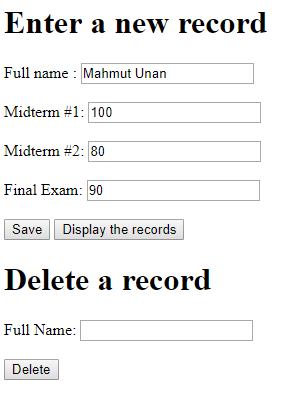 Enter a new record
Full name : Mahmut Unan
Midterm #1: 100
Midterm #2: 80
Final Exam: 90
Save Display the records
Delete a record
Full Name:
Delete